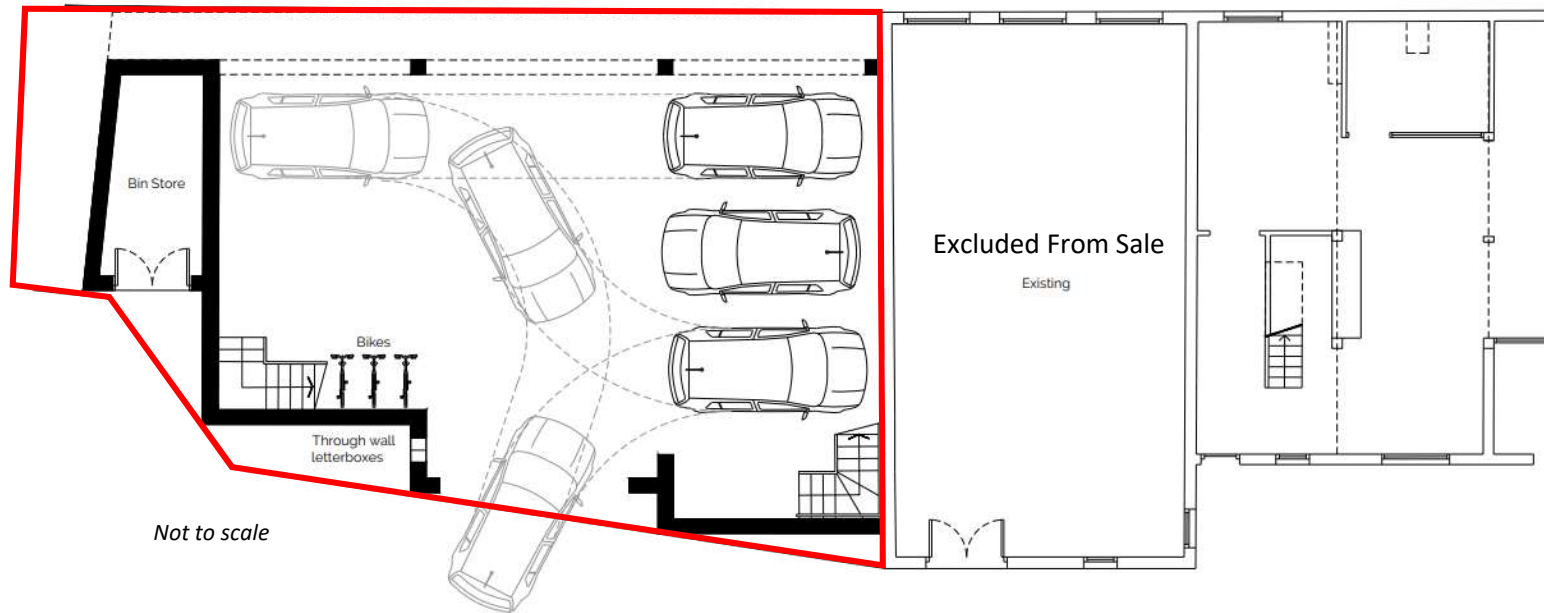 Bin Store
Excluded From Sale
Existing
Bikes
Through wall
letterboxes
Not to scale